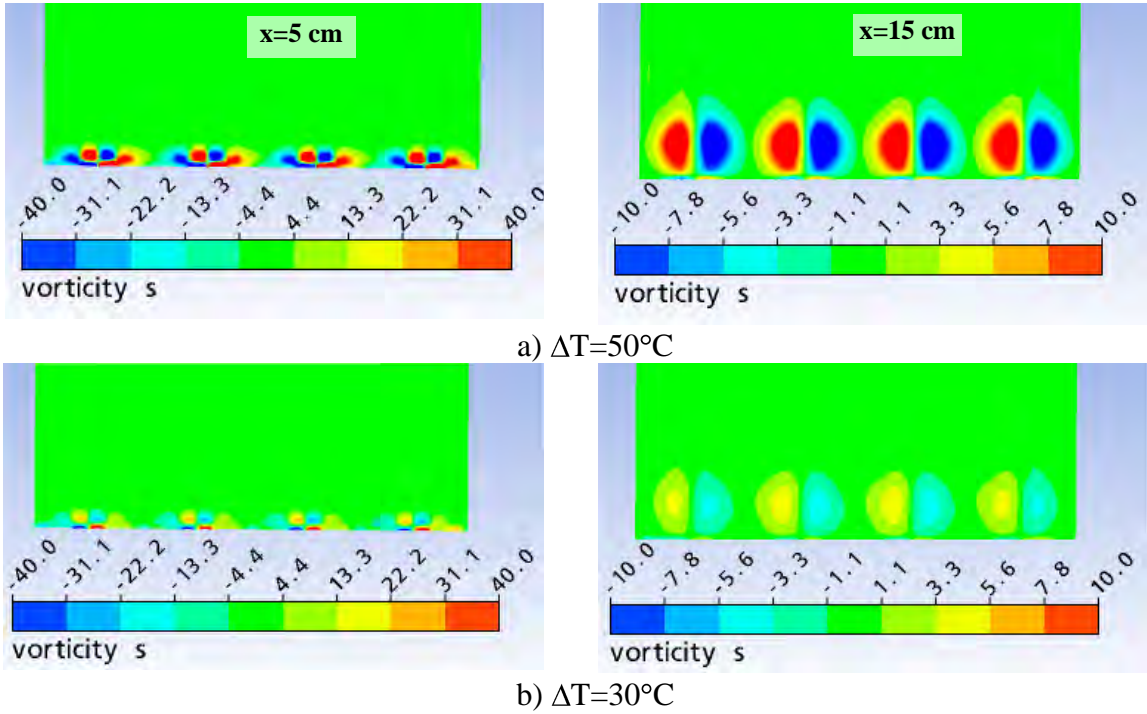 x=5 cm
x=15 cm
-40.0 -31.1 -22.2 -13.3 -4.4 4.4 13.3 22.2 31.1 40.0
vorticity s
-10.0 -7.8 -5.6 -3.3 -1.1 1.1 3.3 5.6 7.8 10.0
vorticity s
a) ΔT=50°C
-40.0 -31.1 -22.2 -13.3 -4.4 4.4 13.3 22.2 31.1 40.0
vorticity s
-10.0 -7.8 -5.6 -3.3 -1.1 1.1 3.3 5.6 7.8 10.0
vorticity s
b) ΔT=30°C